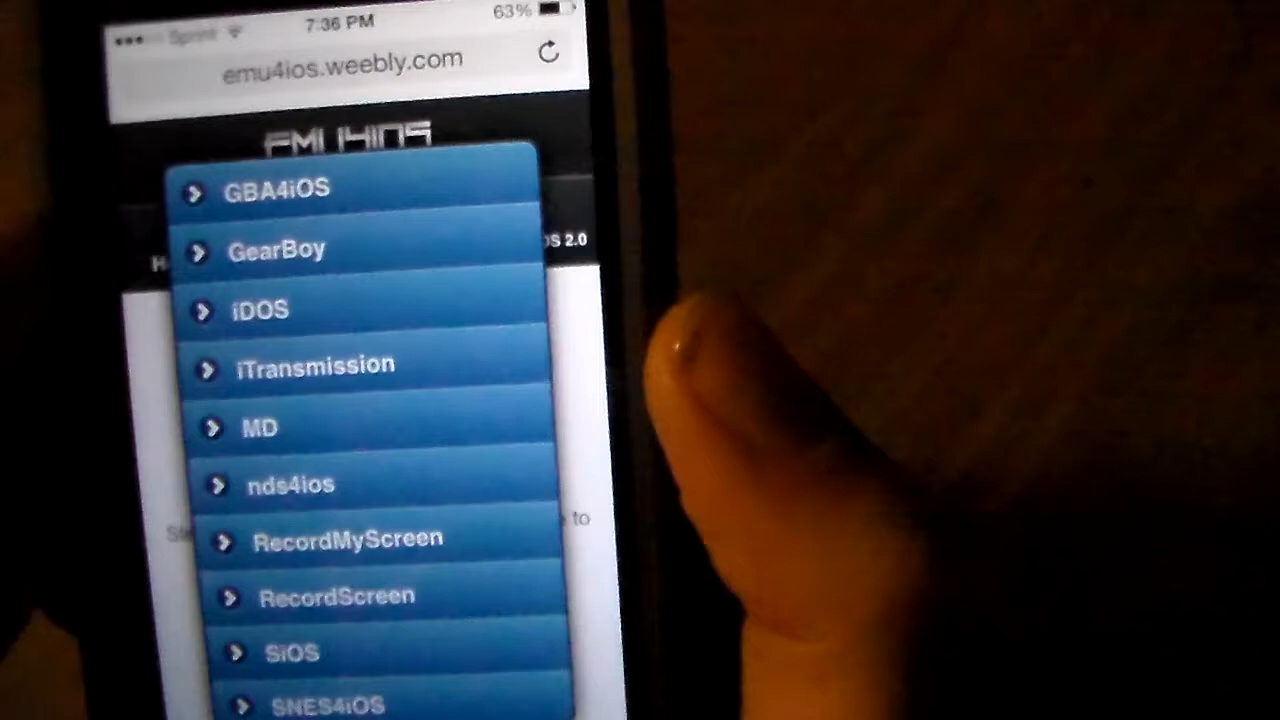 Sprint 7:36 PM 63%
emu4ios.weebly.com
EMU4IOS
GBA4iOS
GearBoy
OS 2.0
iDOS
iTransmission
MD
nds4ios
to
RecordMyScreen
RecordScreen
SiOS
SNES4iOS